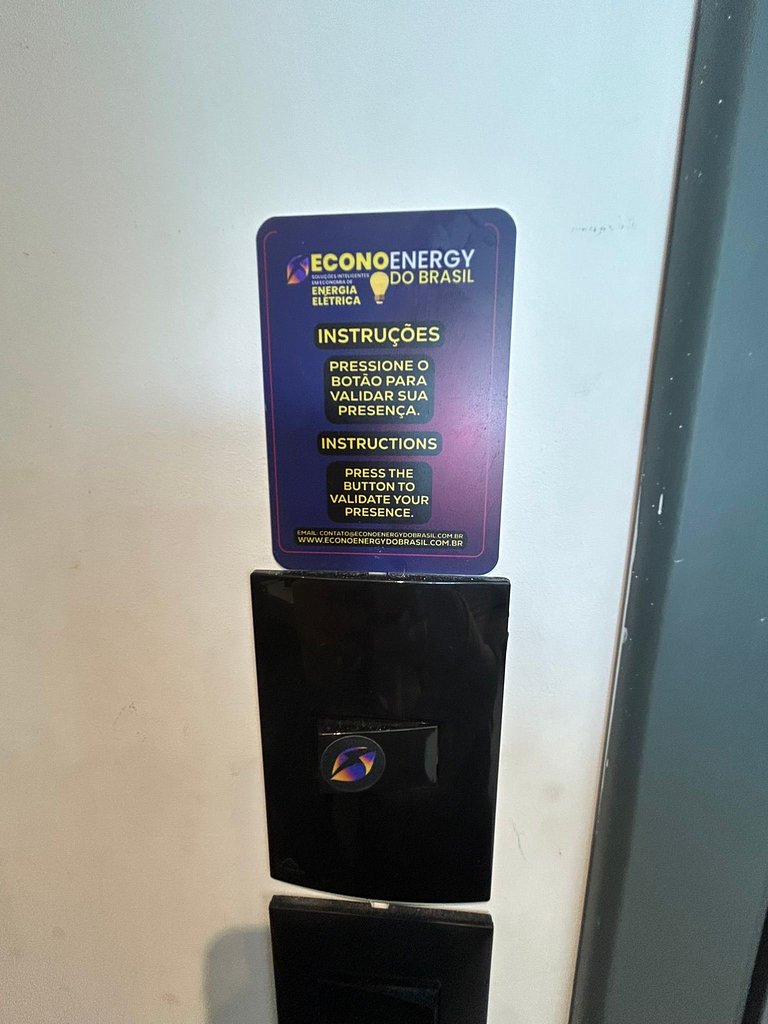 ECONOENERGY
SOLUÇÕES INTELIGENTES
EM ECONOMIA DE
ENERGIA
ELÉTRICA
DO BRASIL
INSTRUÇÕES
PRESSIONE O
BOTÃO PARA
VALIDAR SUA
PRESENÇA.
INSTRUCTIONS
PRESS THE
BUTTON TO
VALIDATE YOUR
PRESENCE.
EMAIL: CONTATO@ECONOENERGYDOBRASIL.COM.BR
WWW.ECONOENERGYDOBRASIL.COM.BR